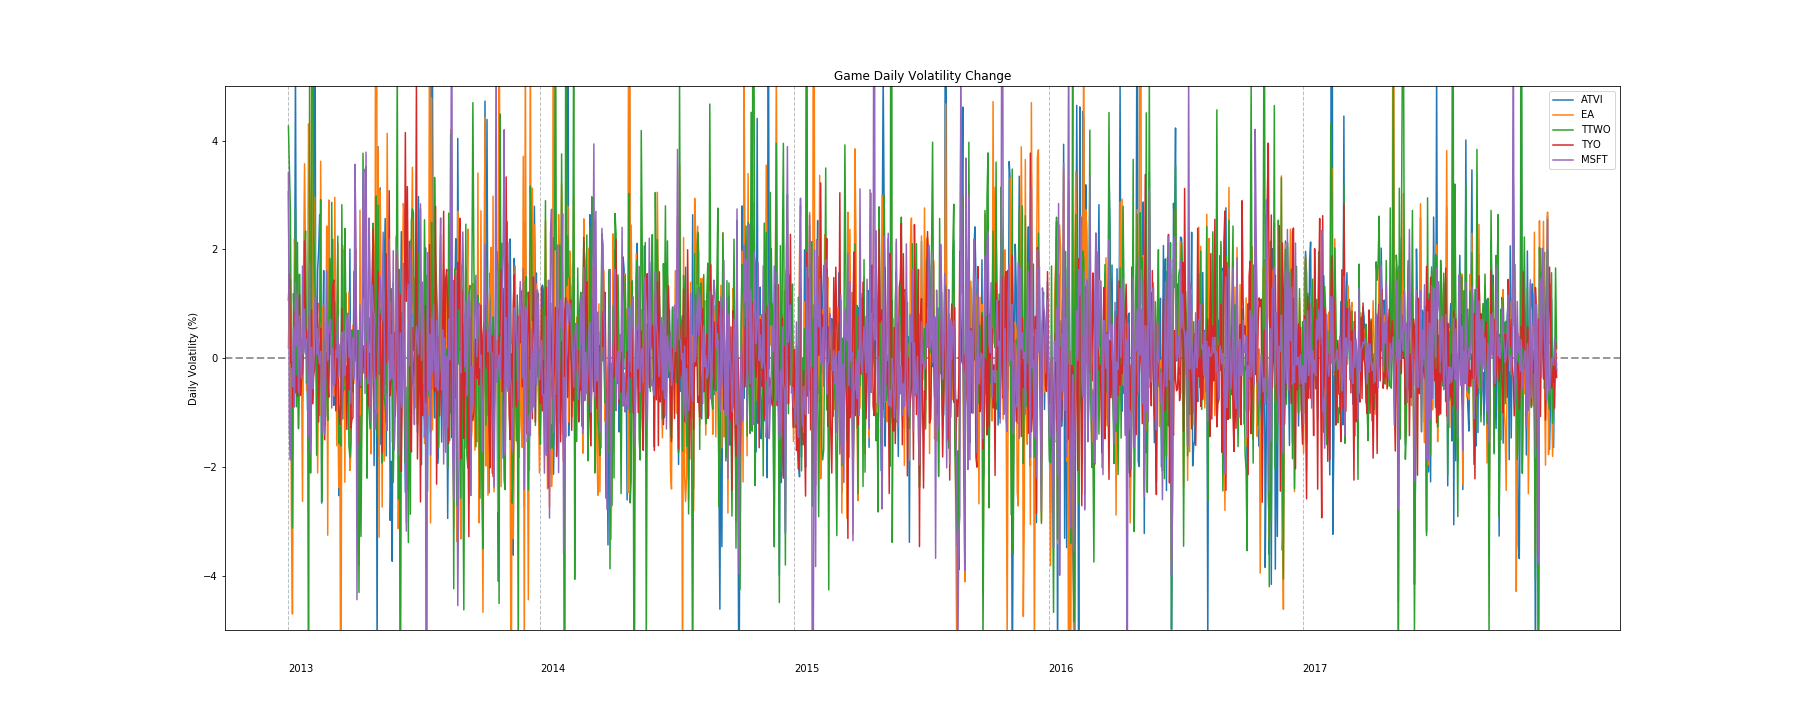 Game Daily Volatility Change
ATVI
EA
TTWO
TYO
MSFT
Daily Volatility (%)
4
2
0
−2
−4
2013
2014
2015
2016
2017